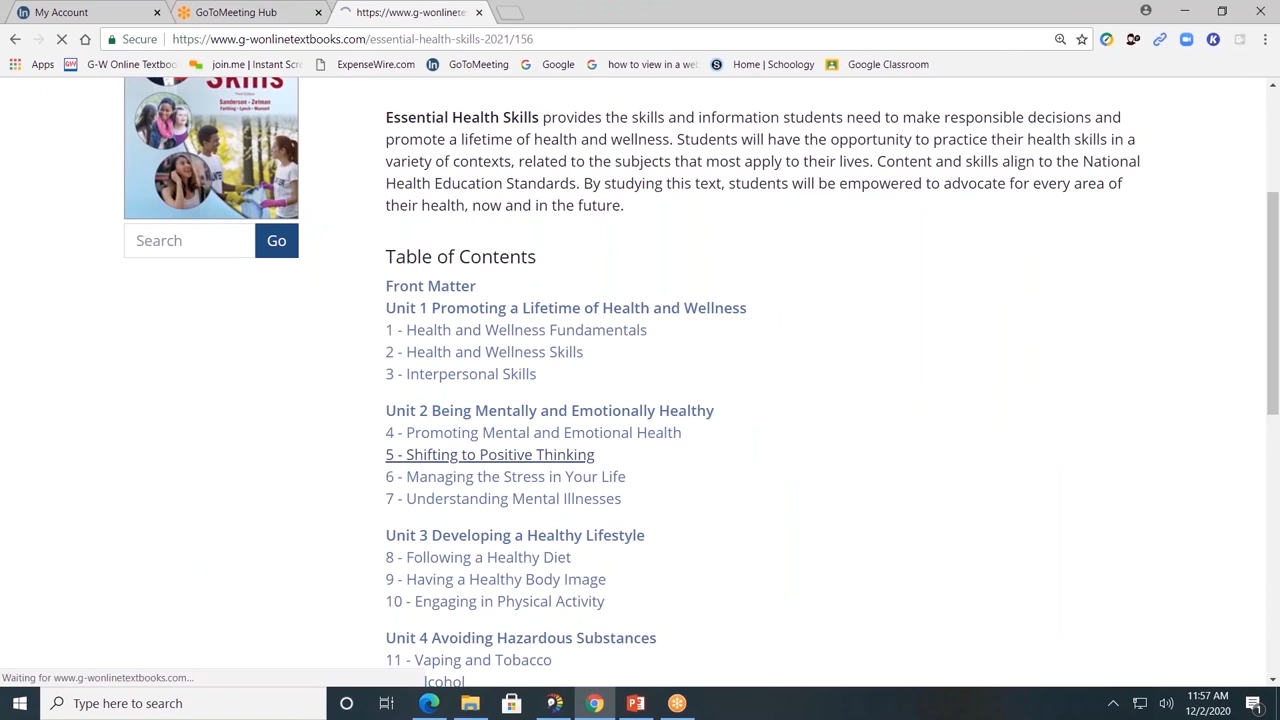 My Account
GoToMeeting Hub
https://www.g-wonlinete
Secure
https://www.g-wonlinetextbooks.com/essential-health-skills-2021/156
Apps
G-W Online Textbo
join.me | Instant Scre
ExpenseWire.com
GoToMeeting
Google
how to view in a we
Home | Schoology
Google Classroom
Skills
Sanderson • Zelman
Search
Go
Essential Health Skills provides the skills and information students need to make responsible decisions and
promote a lifetime of health and wellness. Students will have the opportunity to practice their health skills in a
variety of contexts, related to the subjects that most apply to their lives. Content and skills align to the National
Health Education Standards. By studying this text, students will be empowered to advocate for every area of
their health, now and in the future.
Table of Contents
Front Matter
Unit 1 Promoting a Lifetime of Health and Wellness
1 - Health and Wellness Fundamentals
2 - Health and Wellness Skills
3 - Interpersonal Skills
Unit 2 Being Mentally and Emotionally Healthy
4 - Promoting Mental and Emotional Health
5 - Shifting to Positive Thinking
6 - Managing the Stress in Your Life
7 - Understanding Mental Illnesses
Unit 3 Developing a Healthy Lifestyle
8 - Following a Healthy Diet
9 - Having a Healthy Body Image
10 - Engaging in Physical Activity
Unit 4 Avoiding Hazardous Substances
11 - Vaping and Tobacco
lcohol
Waiting for www.g-wonlinetextbooks.com...
Type here to search
11:57 AM
12/2/2020